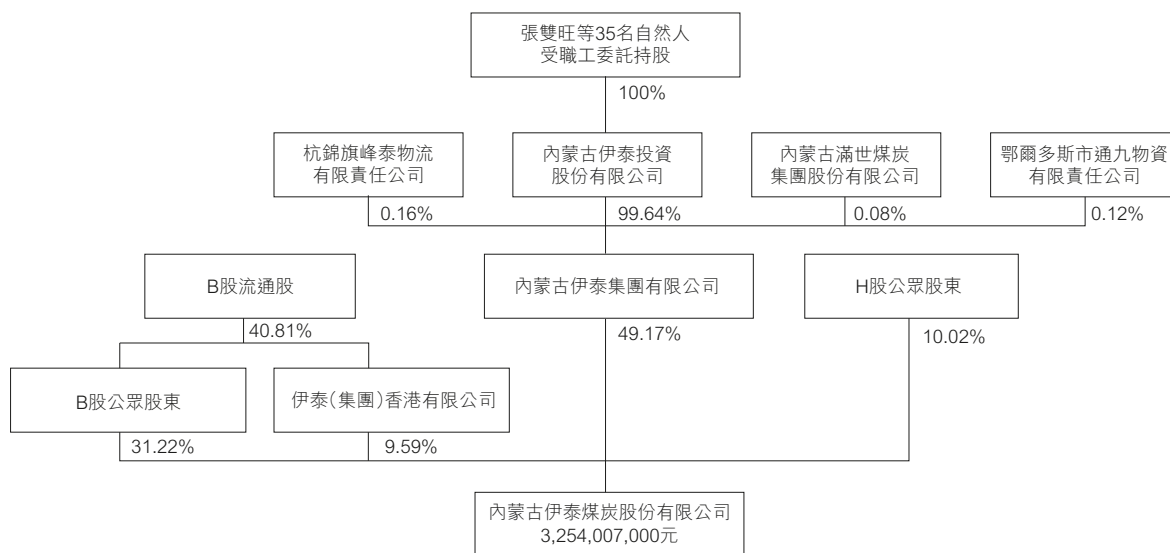 張雙旺等35名自然人
受職工委託持股
100%
杭錦旗峰泰物流
有限責任公司
內蒙古伊泰投資
股份有限公司
內蒙古滿世煤炭
集團股份有限公司
鄂爾多斯市通九物資
有限責任公司
0.16%
99.64%
0.08%
0.12%
B股流通股
內蒙古伊泰集團有限公司
H股公眾股東
40.81%
49.17%
10.02%
B股公眾股東
伊泰(集團)香港有限公司
31.22%
9.59%
內蒙古伊泰煤炭股份有限公司
3,254,007,000元